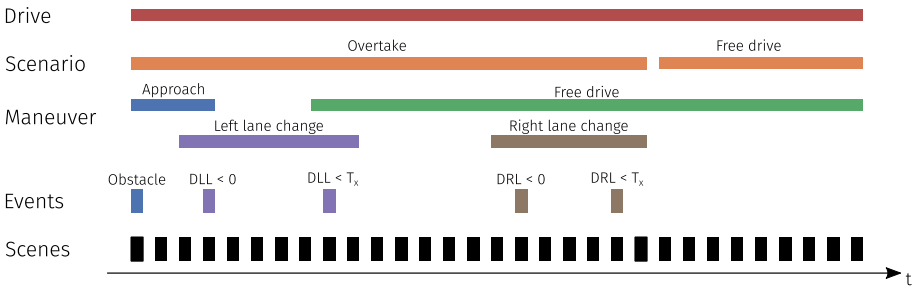 Drive
Scenario
Overtake
Free drive
Maneuver
Approach
Free drive
Left lane change
Right lane change
Events
Obstacle
DLL < 0
DLL < Tₓ
DRL < 0
DRL < Tₓ
Scenes
t